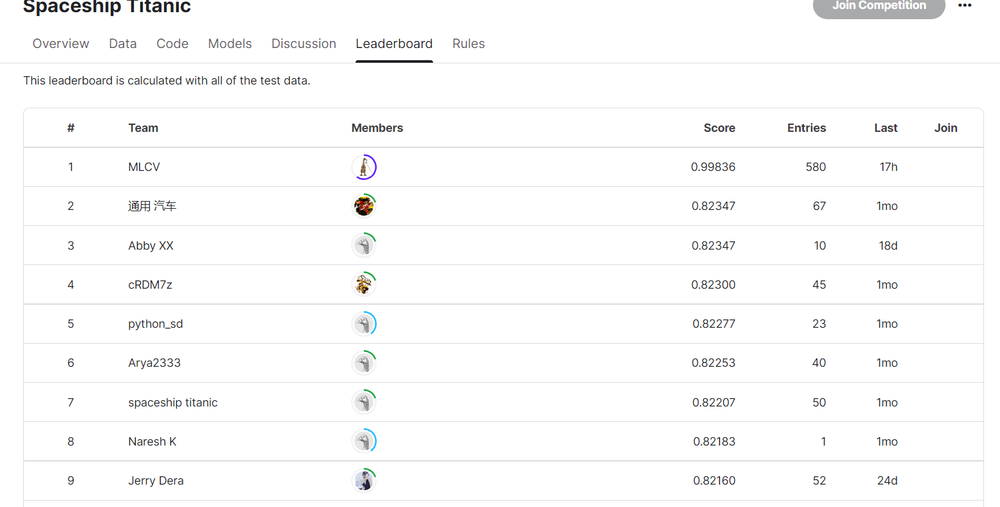 Spaceship Titanic
Join Competition
Overview Data Code Models Discussion Leaderboard Rules
This leaderboard is calculated with all of the test data.
# Team Members Score Entries Last Join
1 MLCV 0.99836 580 17h
2 通用 汽车 0.82347 67 1mo
3 Abby XX 0.82347 10 18d
4 cRDM7z 0.82300 45 1mo
5 python_sd 0.82277 23 1mo
6 Arya2333 0.82253 40 1mo
7 spaceship titanic 0.82207 50 1mo
8 Naresh K 0.82183 1 1mo
9 Jerry Dera 0.82160 52 24d